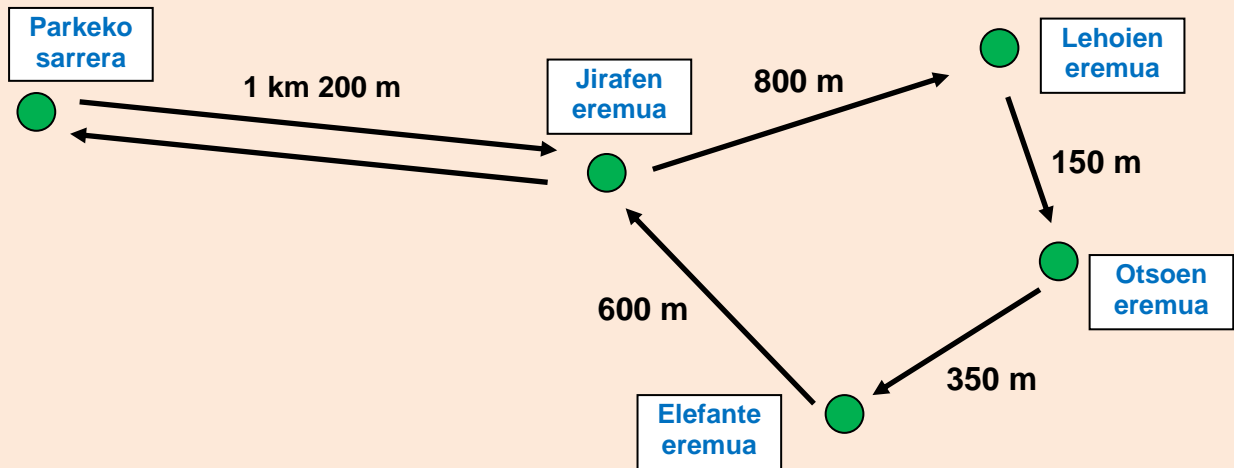 Parkeko
sarrera
1 km 200 m
Jirafen
eremua
800 m
Lehoien
eremua
150 m
Otsoen
eremua
350 m
Elefante
eremua
600 m